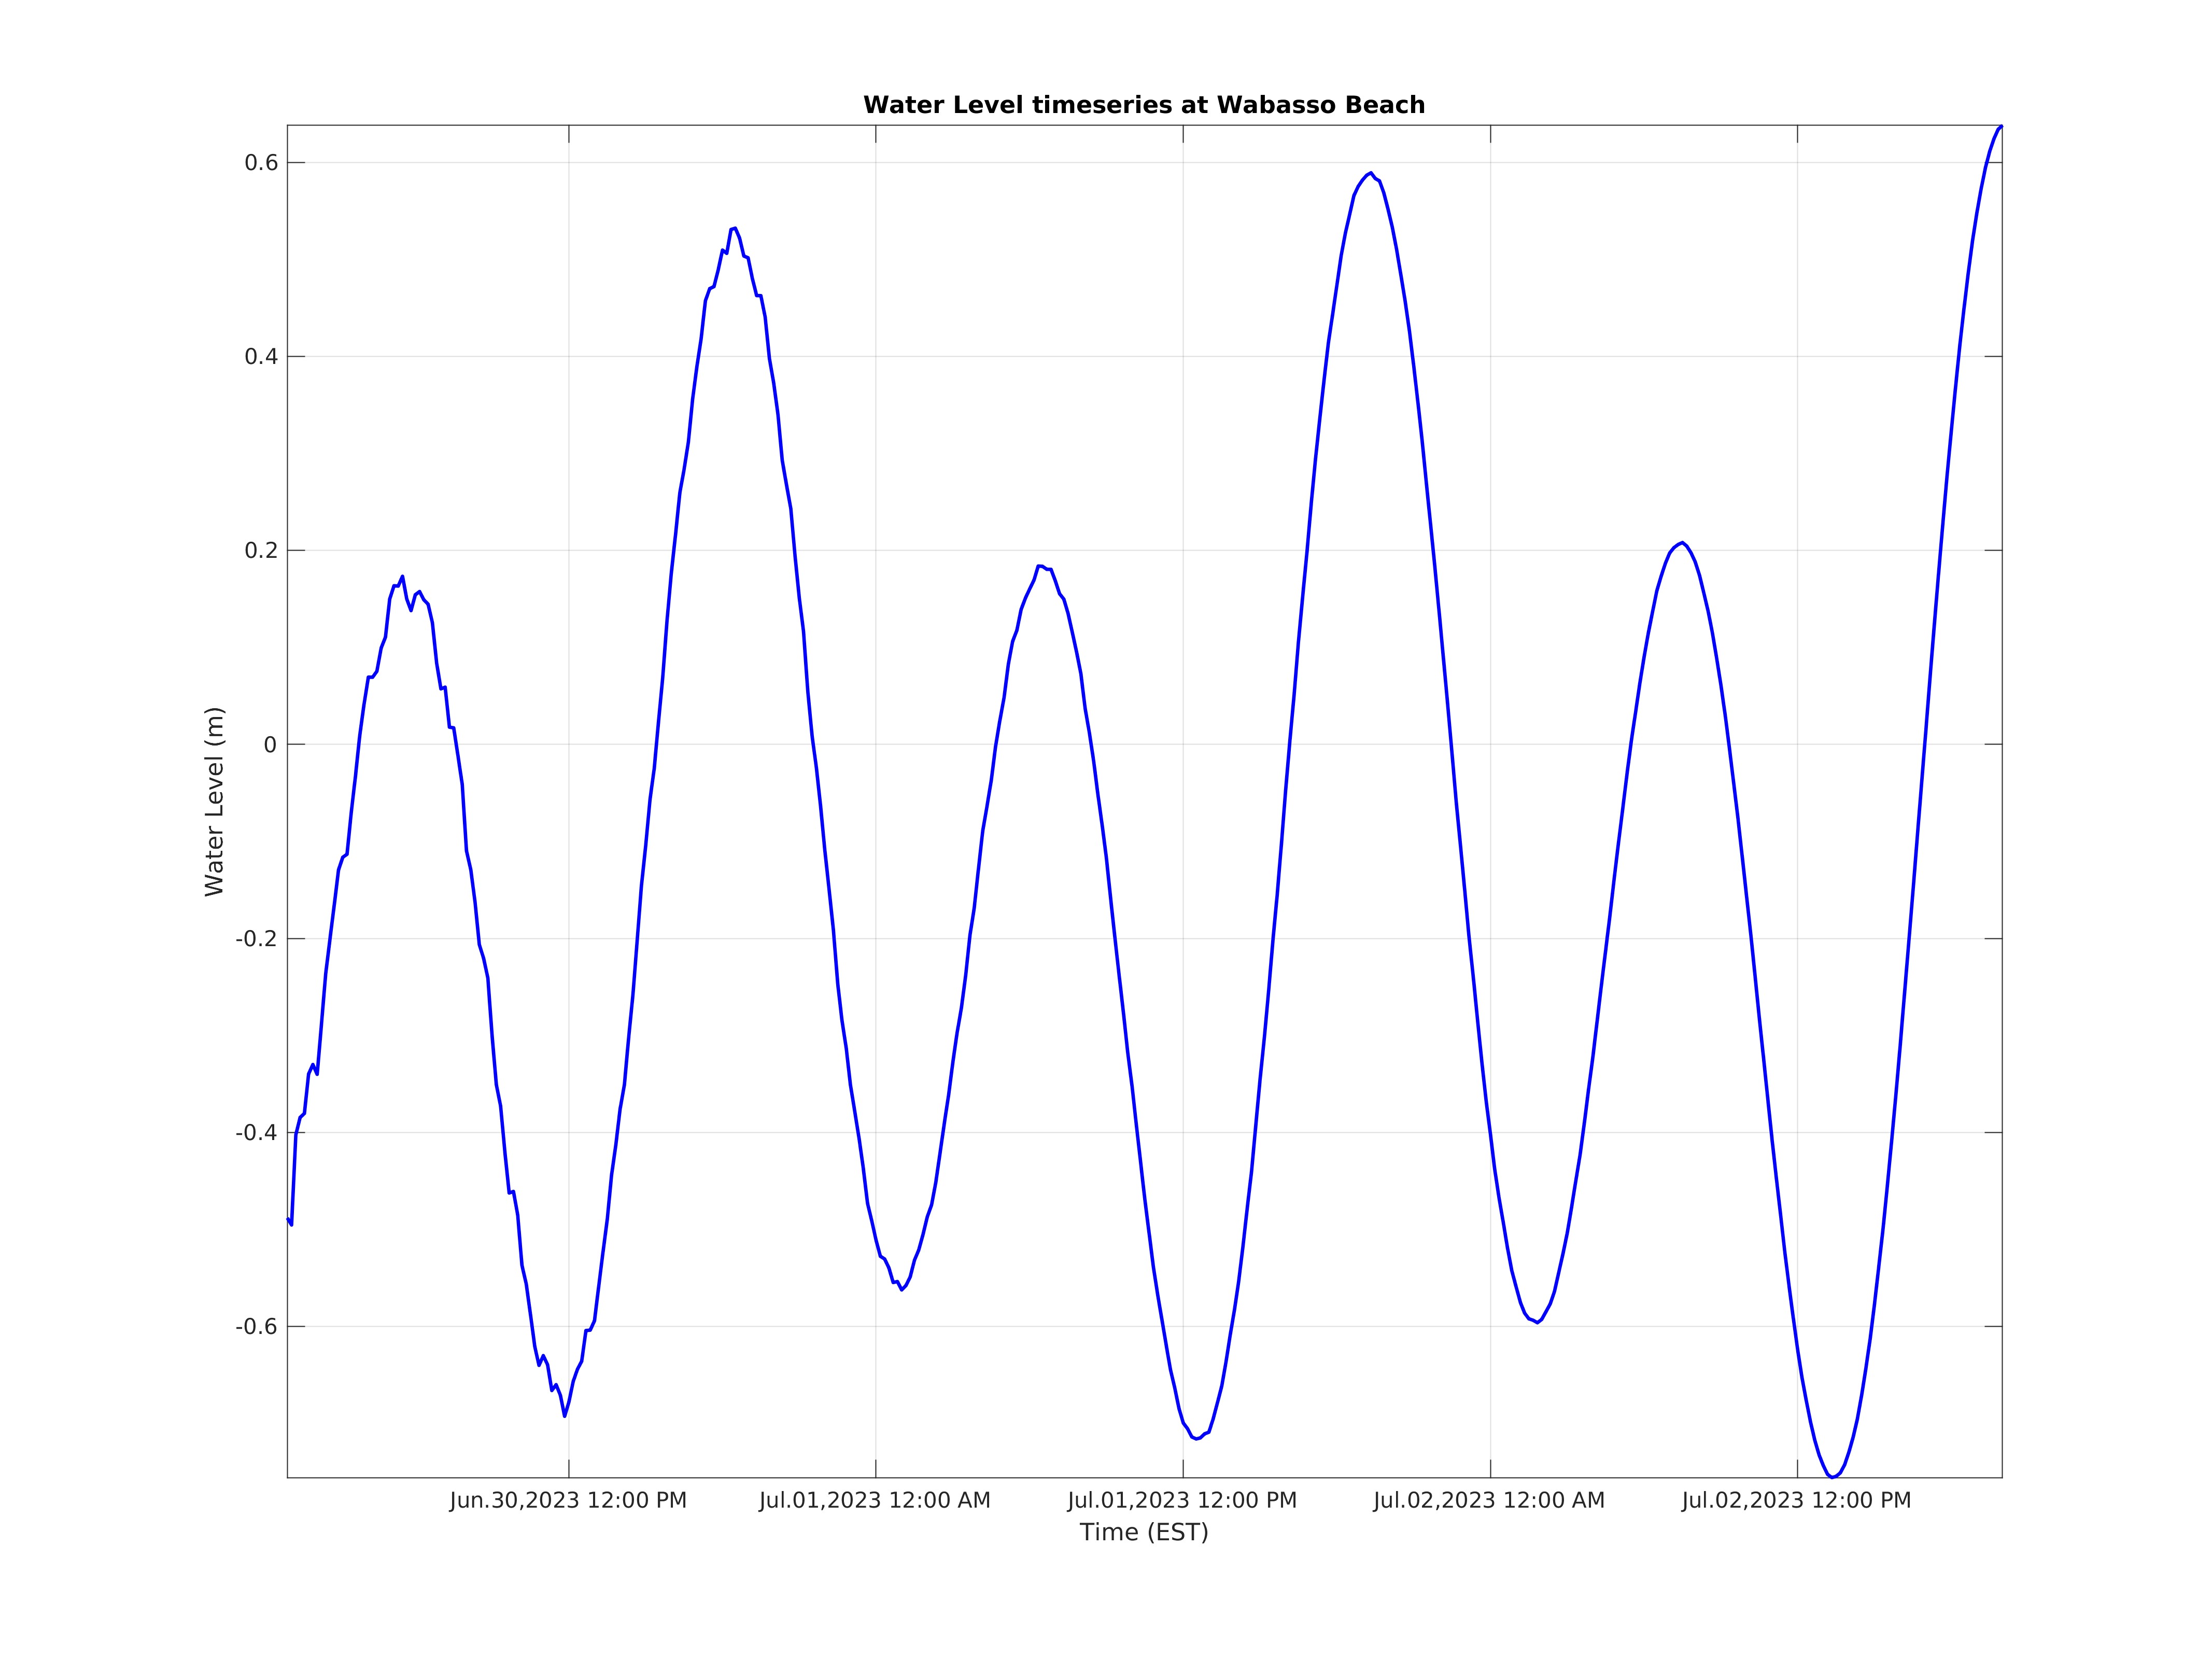 Water Level timeseries at Wabasso Beach
0.6
0.4
0.2
0
-0.2
-0.4
-0.6
Water Level (m)
Jun.30,2023 12:00 PM
Jul.01,2023 12:00 AM
Jul.01,2023 12:00 PM
Jul.02,2023 12:00 AM
Jul.02,2023 12:00 PM
Time (EST)